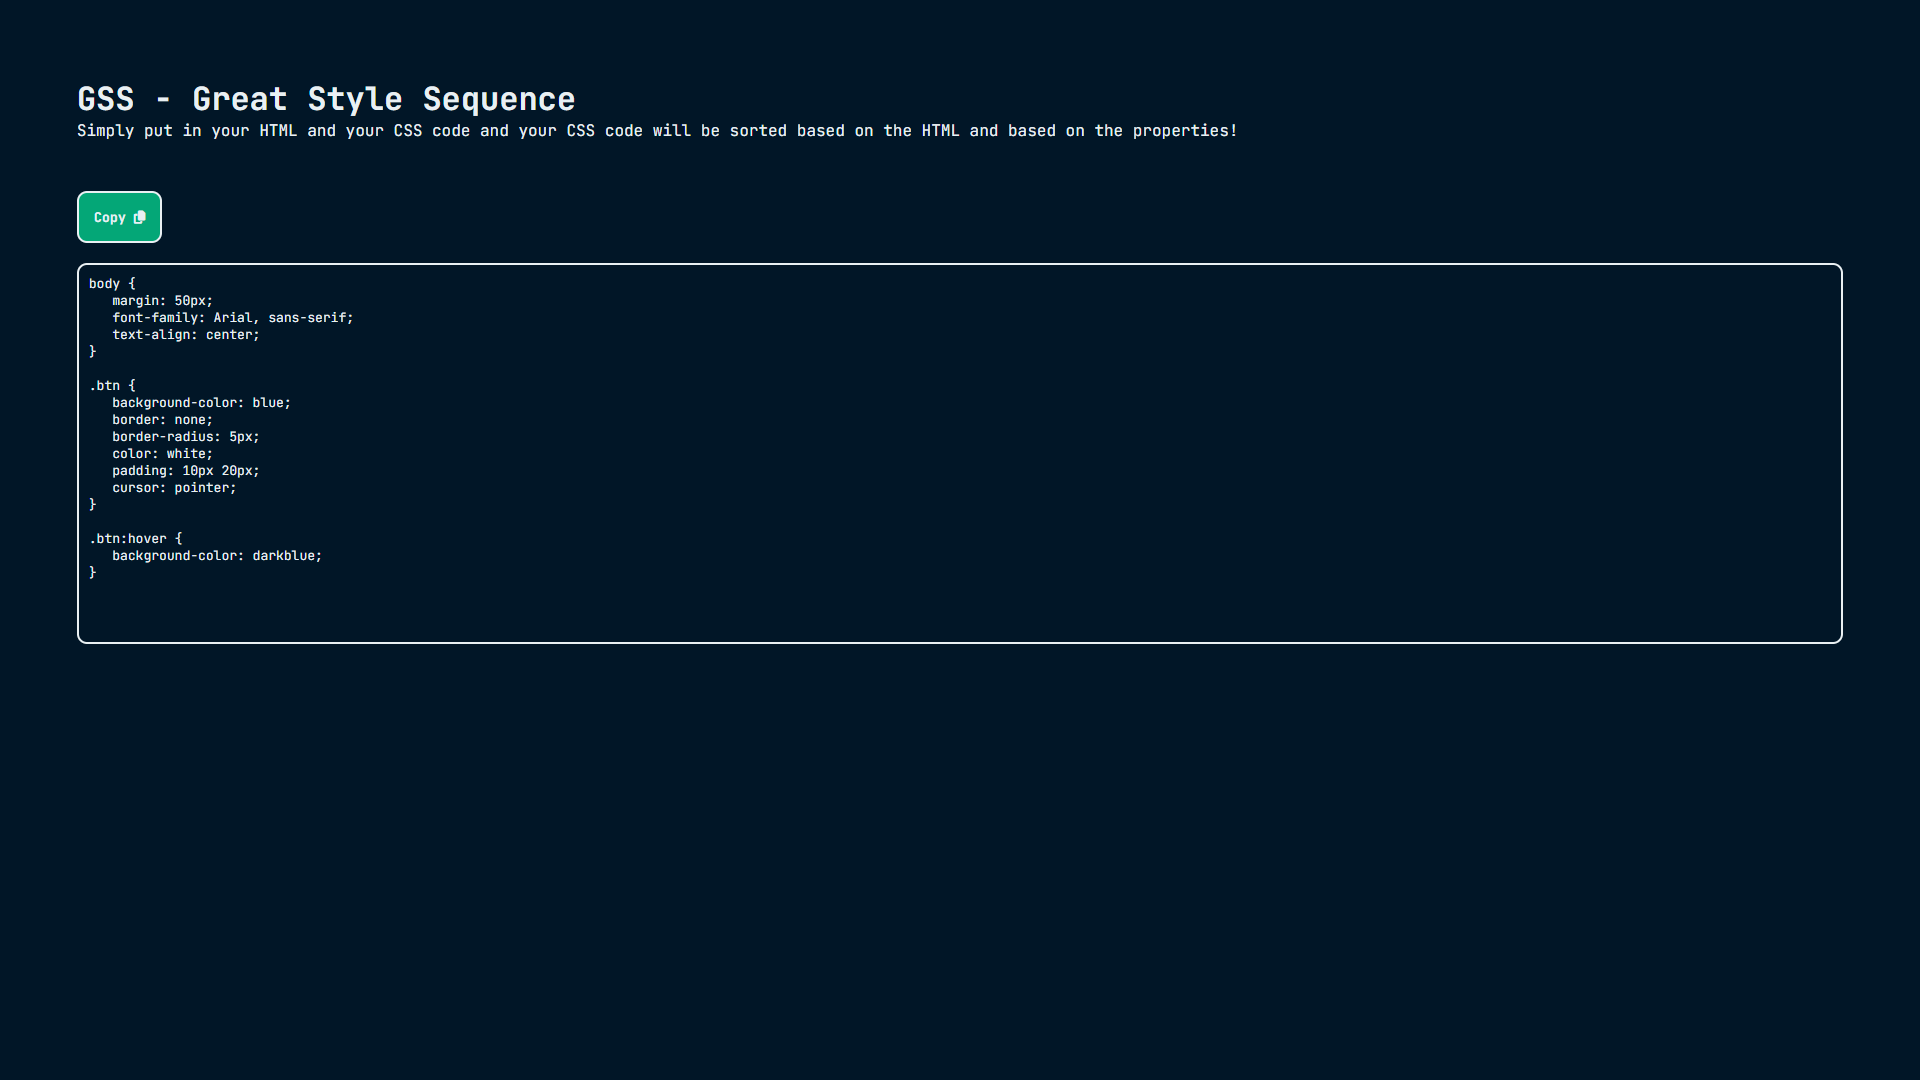 GSS - Great Style Sequence
Simply put in your HTML and your CSS code and your CSS code will be sorted based on the HTML and based on the properties!
Copy
body {
   margin: 50px;
   font-family: Arial, sans-serif;
   text-align: center;
}

.btn {
   background-color: blue;
   border: none;
   border-radius: 5px;
   color: white;
   padding: 10px 20px;
   cursor: pointer;
}

.btn:hover {
   background-color: darkblue;
}